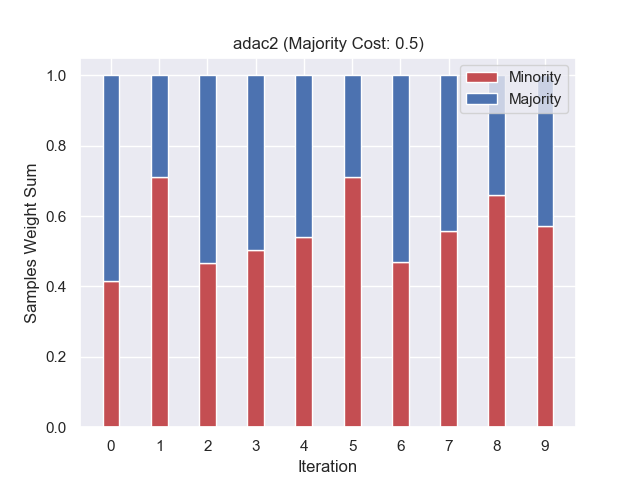 adac2 (Majority Cost: 0.5)
Minority
Majority
1.0
0.8
0.6
0.4
0.2
0.0
Samples Weight Sum
0 1 2 3 4 5 6 7 8 9
Iteration